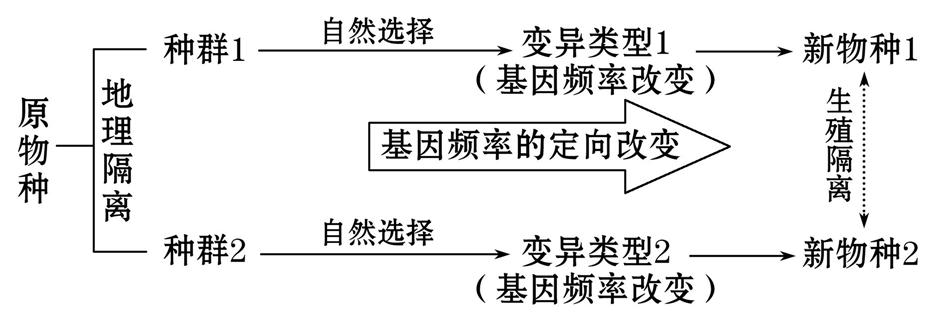 原物种
地理隔离
种群1
自然选择
变异类型1
（基因频率改变）
新物种1
基因频率的定向改变
生殖隔离
种群2
自然选择
变异类型2
（基因频率改变）
新物种2